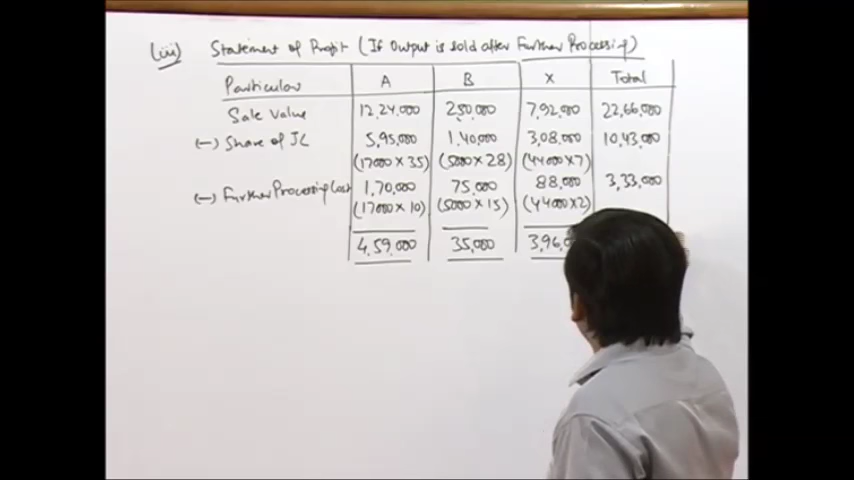 (iii) Statement of Profit (If Output is sold after Further Processing)
Particular A B X Total
Sale Value 12,24,000 250,000 7,92,000 22,66,000
(-) Share of JC 5,95,000 1,40,000 3,08,000 10,43,000
(17000 x 35) (5000 x 28) (44000 x 7)
(-) Further Processing Cost 1,70,000 75,000 88,000 3,33,000
(17000 x 10) (5000 x 15) (44000 x 2)
4,59,000 35,000